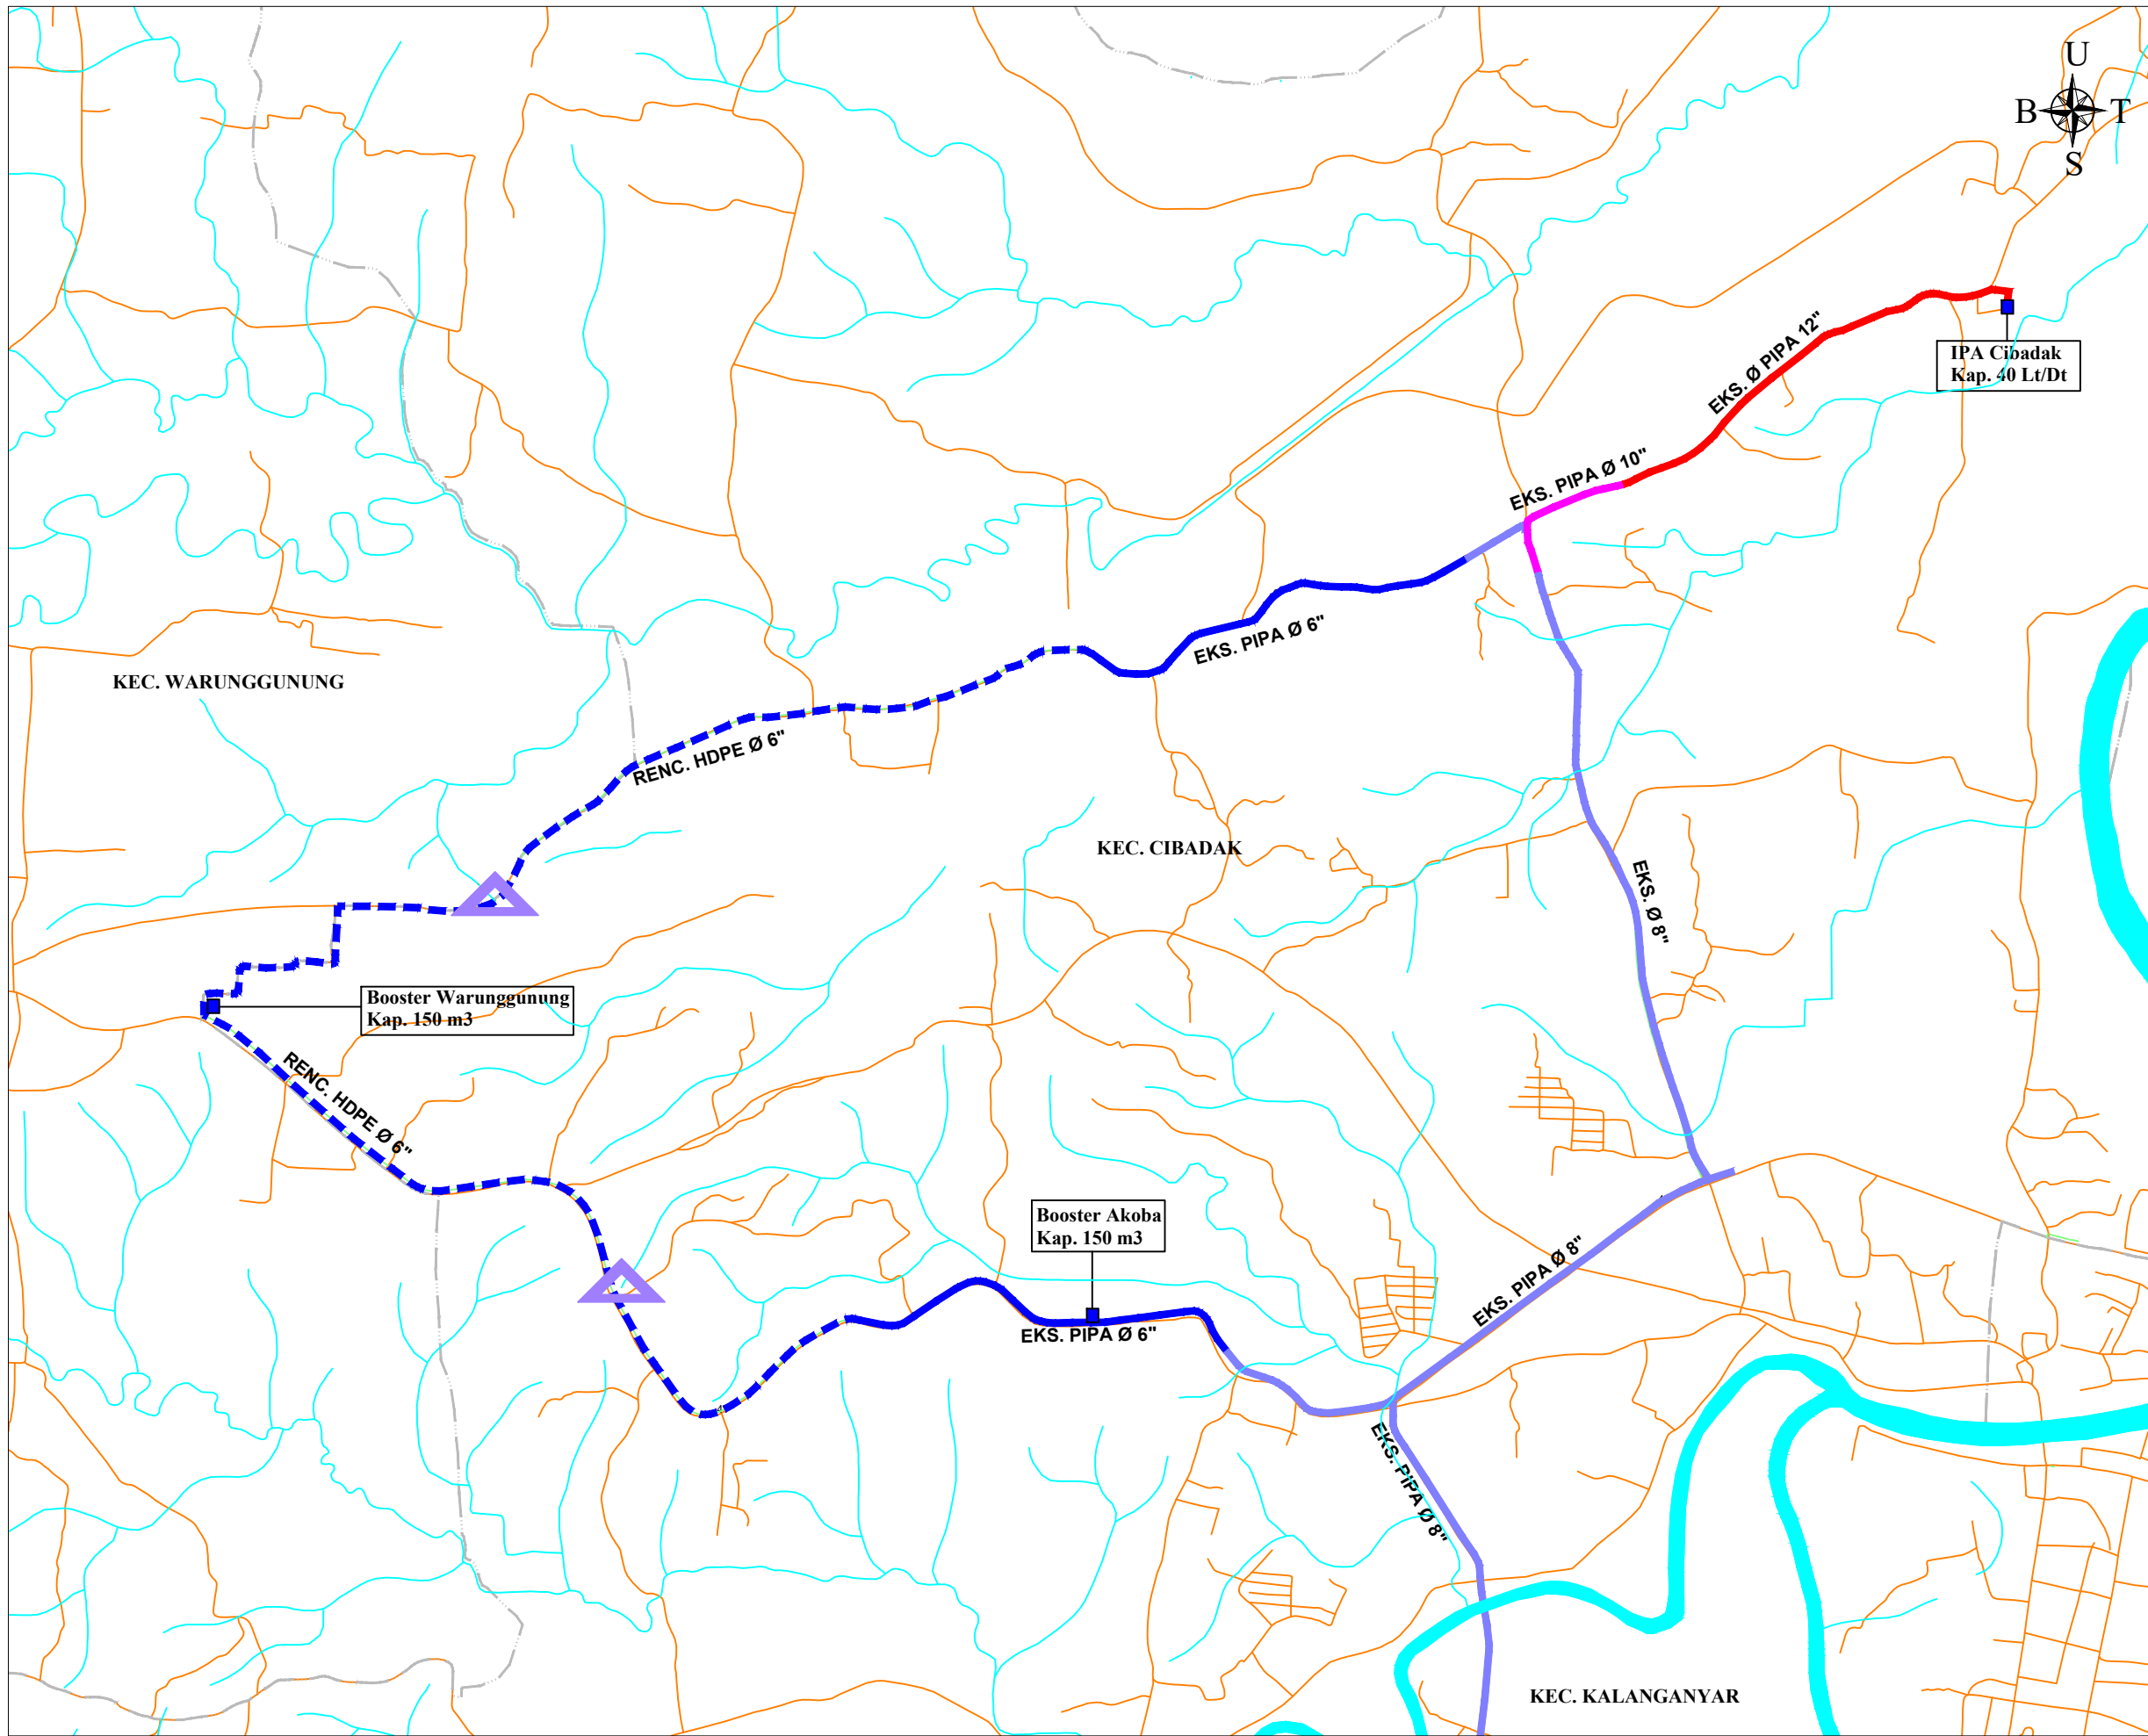 U
B
T
S
EKS. Ø PIPA 12"
IPA Cibadak
Kap. 40 Lt/Dt
EKS. PIPA Ø 10"
EKS. PIPA Ø 6"
KEC. WARUNGGUNUNG
RENC. HDPE Ø 6"
KEC. CIBADAK
EKS. Ø 8"
Booster Warunggunung
Kap. 150 m3
RENC. HDPE Ø 6"
Booster Akoba
Kap. 150 m3
EKS. PIPA Ø 8"
EKS. PIPA Ø 6"
EKS. PIPA Ø 8"
KEC. KALANGANYAR